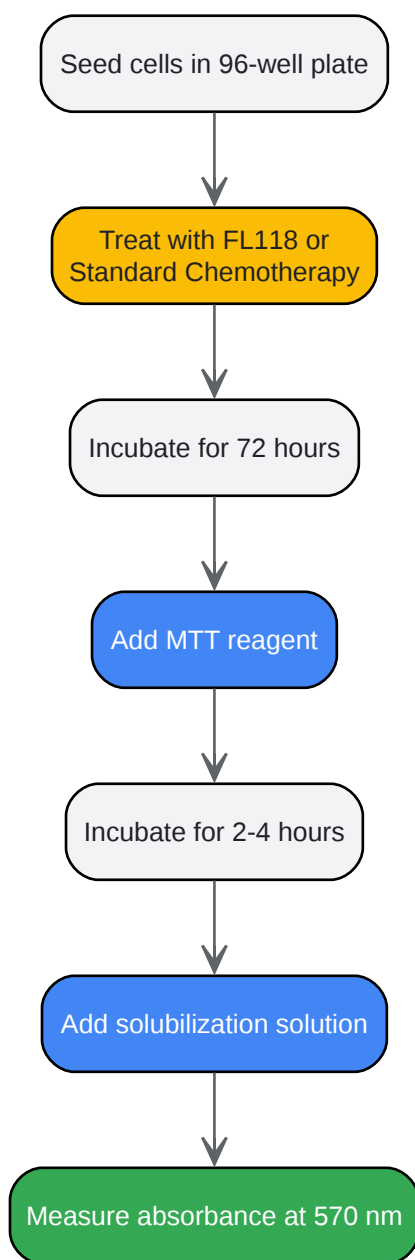 Seed cells in 96-well plate
Treat with FL118 or
Standard Chemotherapy
Incubate for 72 hours
Add MTT reagent
Incubate for 2-4 hours
Add solubilization solution
Measure absorbance at 570 nm